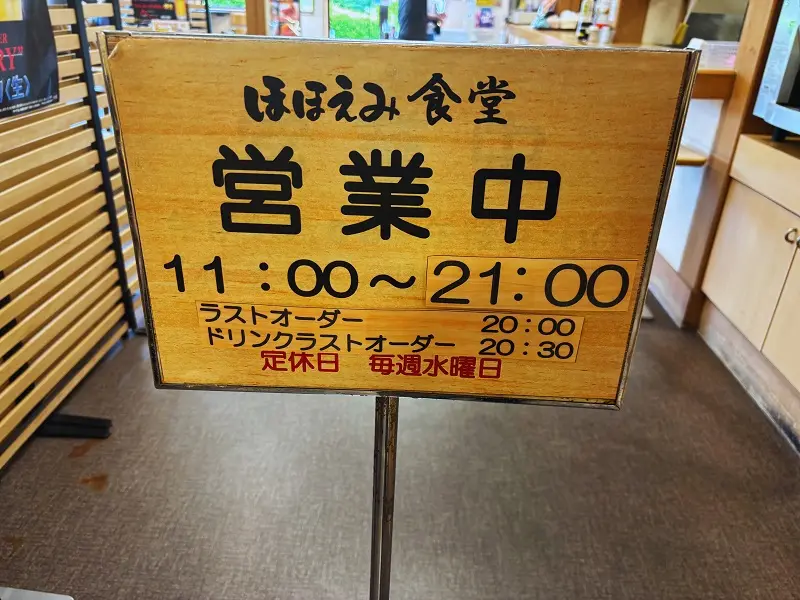 RY"
〈生〉
ほほえみ食堂
営業中
11:00～21:00
ラストオーダー 20:00
ドリンクラストオーダー 20:30
定休日 毎週水曜日